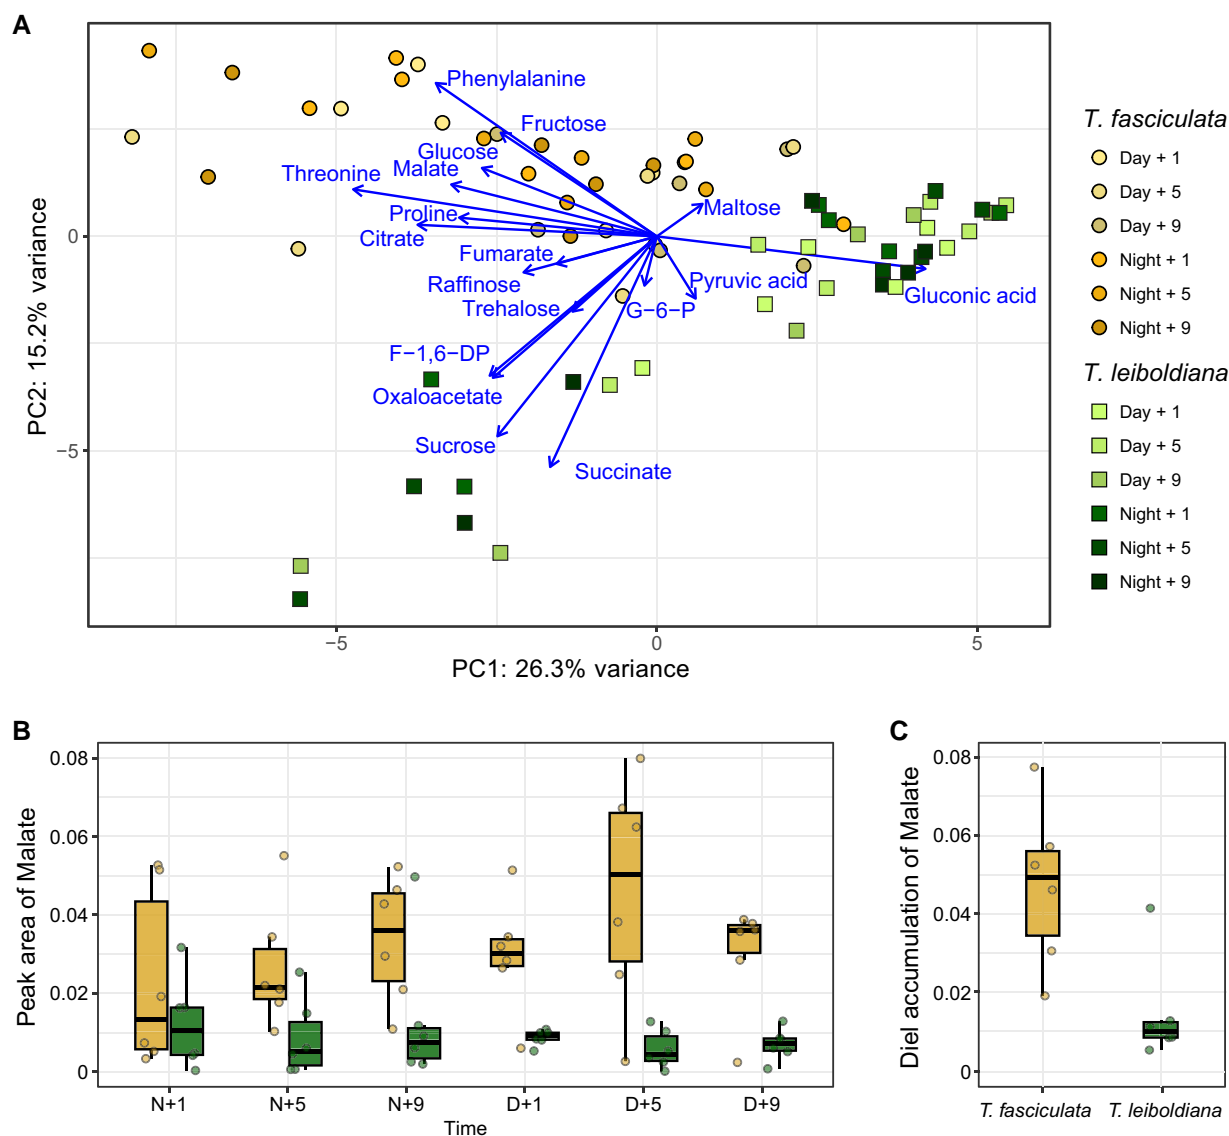 A
Phenylalanine
Fructose
Glucose
Malate
Threonine
Proline
Citrate
Maltose
Fumarate
Raffinose
Trehalose
Pyruvic acid
G−6−P
Gluconic acid
F−1,6−DP
Oxaloacetate
Sucrose
Succinate
0
−5
PC2: 15.2% variance
−5 0 5
PC1: 26.3% variance
T. fasciculata
Day + 1
Day + 5
Day + 9
Night + 1
Night + 5
Night + 9
T. leiboldiana
Day + 1
Day + 5
Day + 9
Night + 1
Night + 5
Night + 9
B
Peak area of Malate
0.08
0.06
0.04
0.02
0
N+1 N+5 N+9 D+1 D+5 D+9
Time
C
Diel accumulation of Malate
0.08
0.06
0.04
0.02
0
T. fasciculata T. leiboldiana